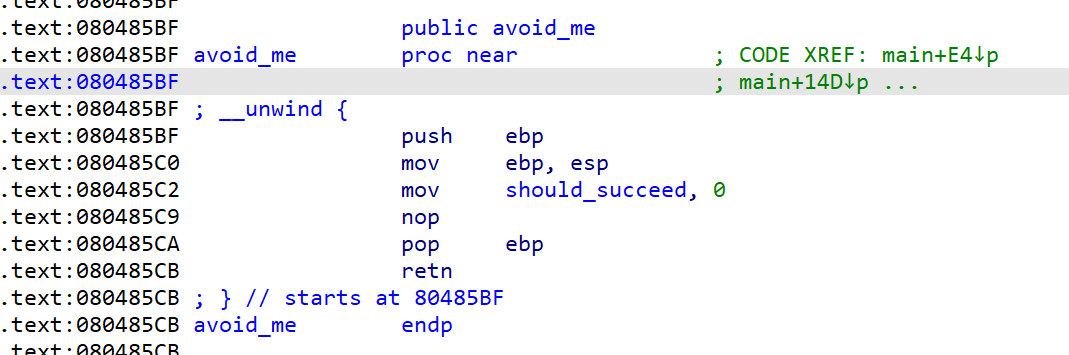 .text:080485BF
.text:080485BF public avoid_me
.text:080485BF avoid_me proc near ; CODE XREF: main+E4↓p
.text:080485BF ; main+14D↓p ...
.text:080485BF ; __unwind {
.text:080485BF push ebp
.text:080485C0 mov ebp, esp
.text:080485C2 mov should_succeed, 0
.text:080485C9 nop
.text:080485CA pop ebp
.text:080485CB retn
.text:080485CB ; } // starts at 80485BF
.text:080485CB avoid_me endp
.text:080485CB